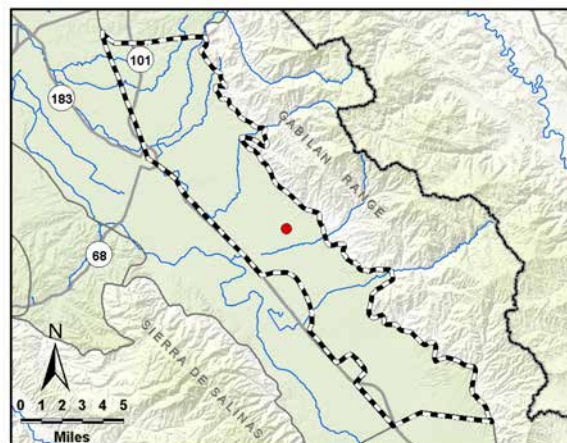 101
183
GABILAN RANGE
68
SIERRA DE SALINAS
N
0 1 2 3 4 5
Miles